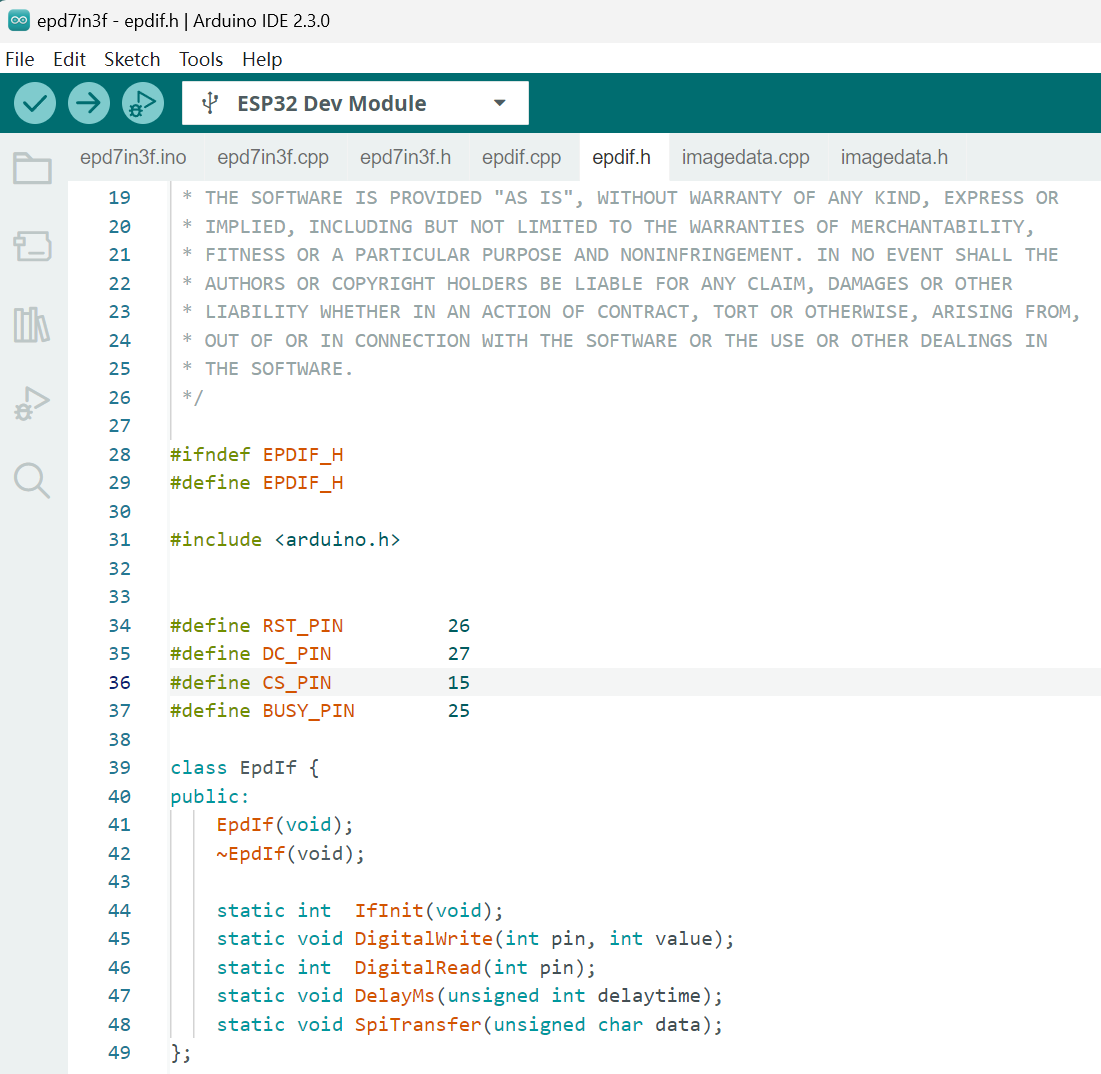 epd7in3f - epdif.h | Arduino IDE 2.3.0
File Edit Sketch Tools Help
ESP32 Dev Module
epd7in3f.ino epd7in3f.cpp epd7in3f.h epdif.cpp epdif.h imagedata.cpp imagedata.h
19 * THE SOFTWARE IS PROVIDED "AS IS", WITHOUT WARRANTY OF ANY KIND, EXPRESS OR
20 * IMPLIED, INCLUDING BUT NOT LIMITED TO THE WARRANTIES OF MERCHANTABILITY,
21 * FITNESS OR A PARTICULAR PURPOSE AND NONINFRINGEMENT. IN NO EVENT SHALL THE
22 * AUTHORS OR COPYRIGHT HOLDERS BE LIABLE FOR ANY CLAIM, DAMAGES OR OTHER
23 * LIABILITY WHETHER IN AN ACTION OF CONTRACT, TORT OR OTHERWISE, ARISING FROM,
24 * OUT OF OR IN CONNECTION WITH THE SOFTWARE OR THE USE OR OTHER DEALINGS IN
25 * THE SOFTWARE.
26 */
27
28 #ifndef EPDIF_H
29 #define EPDIF_H
30
31 #include <arduino.h>
32
33
34 #define RST_PIN         26
35 #define DC_PIN          27
36 #define CS_PIN          15
37 #define BUSY_PIN        25
38
39 class EpdIf {
40 public:
41     EpdIf(void);
42     ~EpdIf(void);
43
44     static int  IfInit(void);
45     static void DigitalWrite(int pin, int value);
46     static int  DigitalRead(int pin);
47     static void DelayMs(unsigned int delaytime);
48     static void SpiTransfer(unsigned char data);
49 };